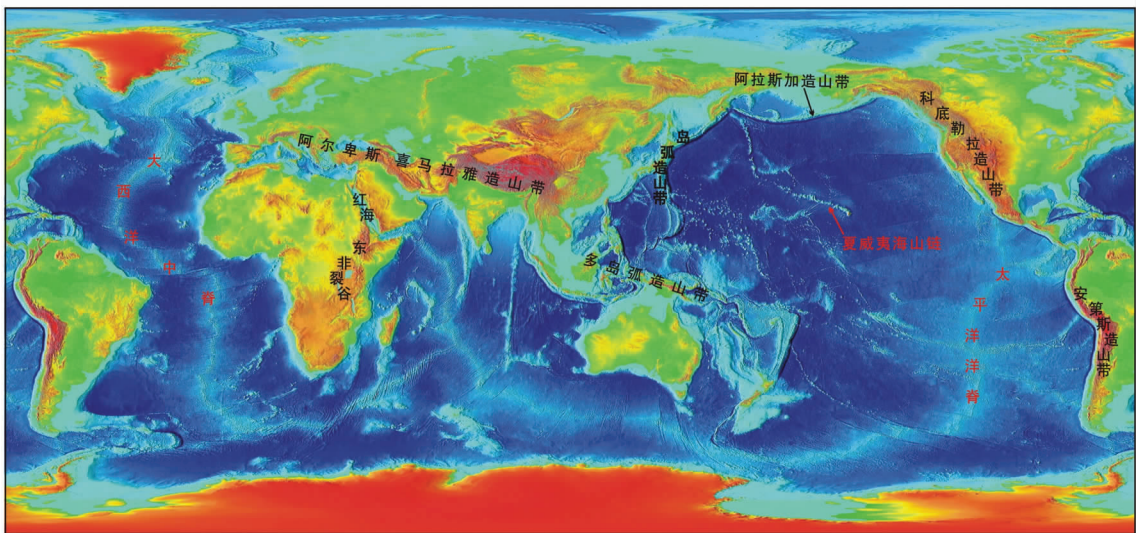 阿拉斯加造山带
科底勒拉造山带
岛弧造山带
阿尔卑斯 喜马拉雅造山带
大西洋中脊
红海
东非裂谷
夏威夷海山链
多岛弧造山带
太平洋洋脊
安第斯造山带